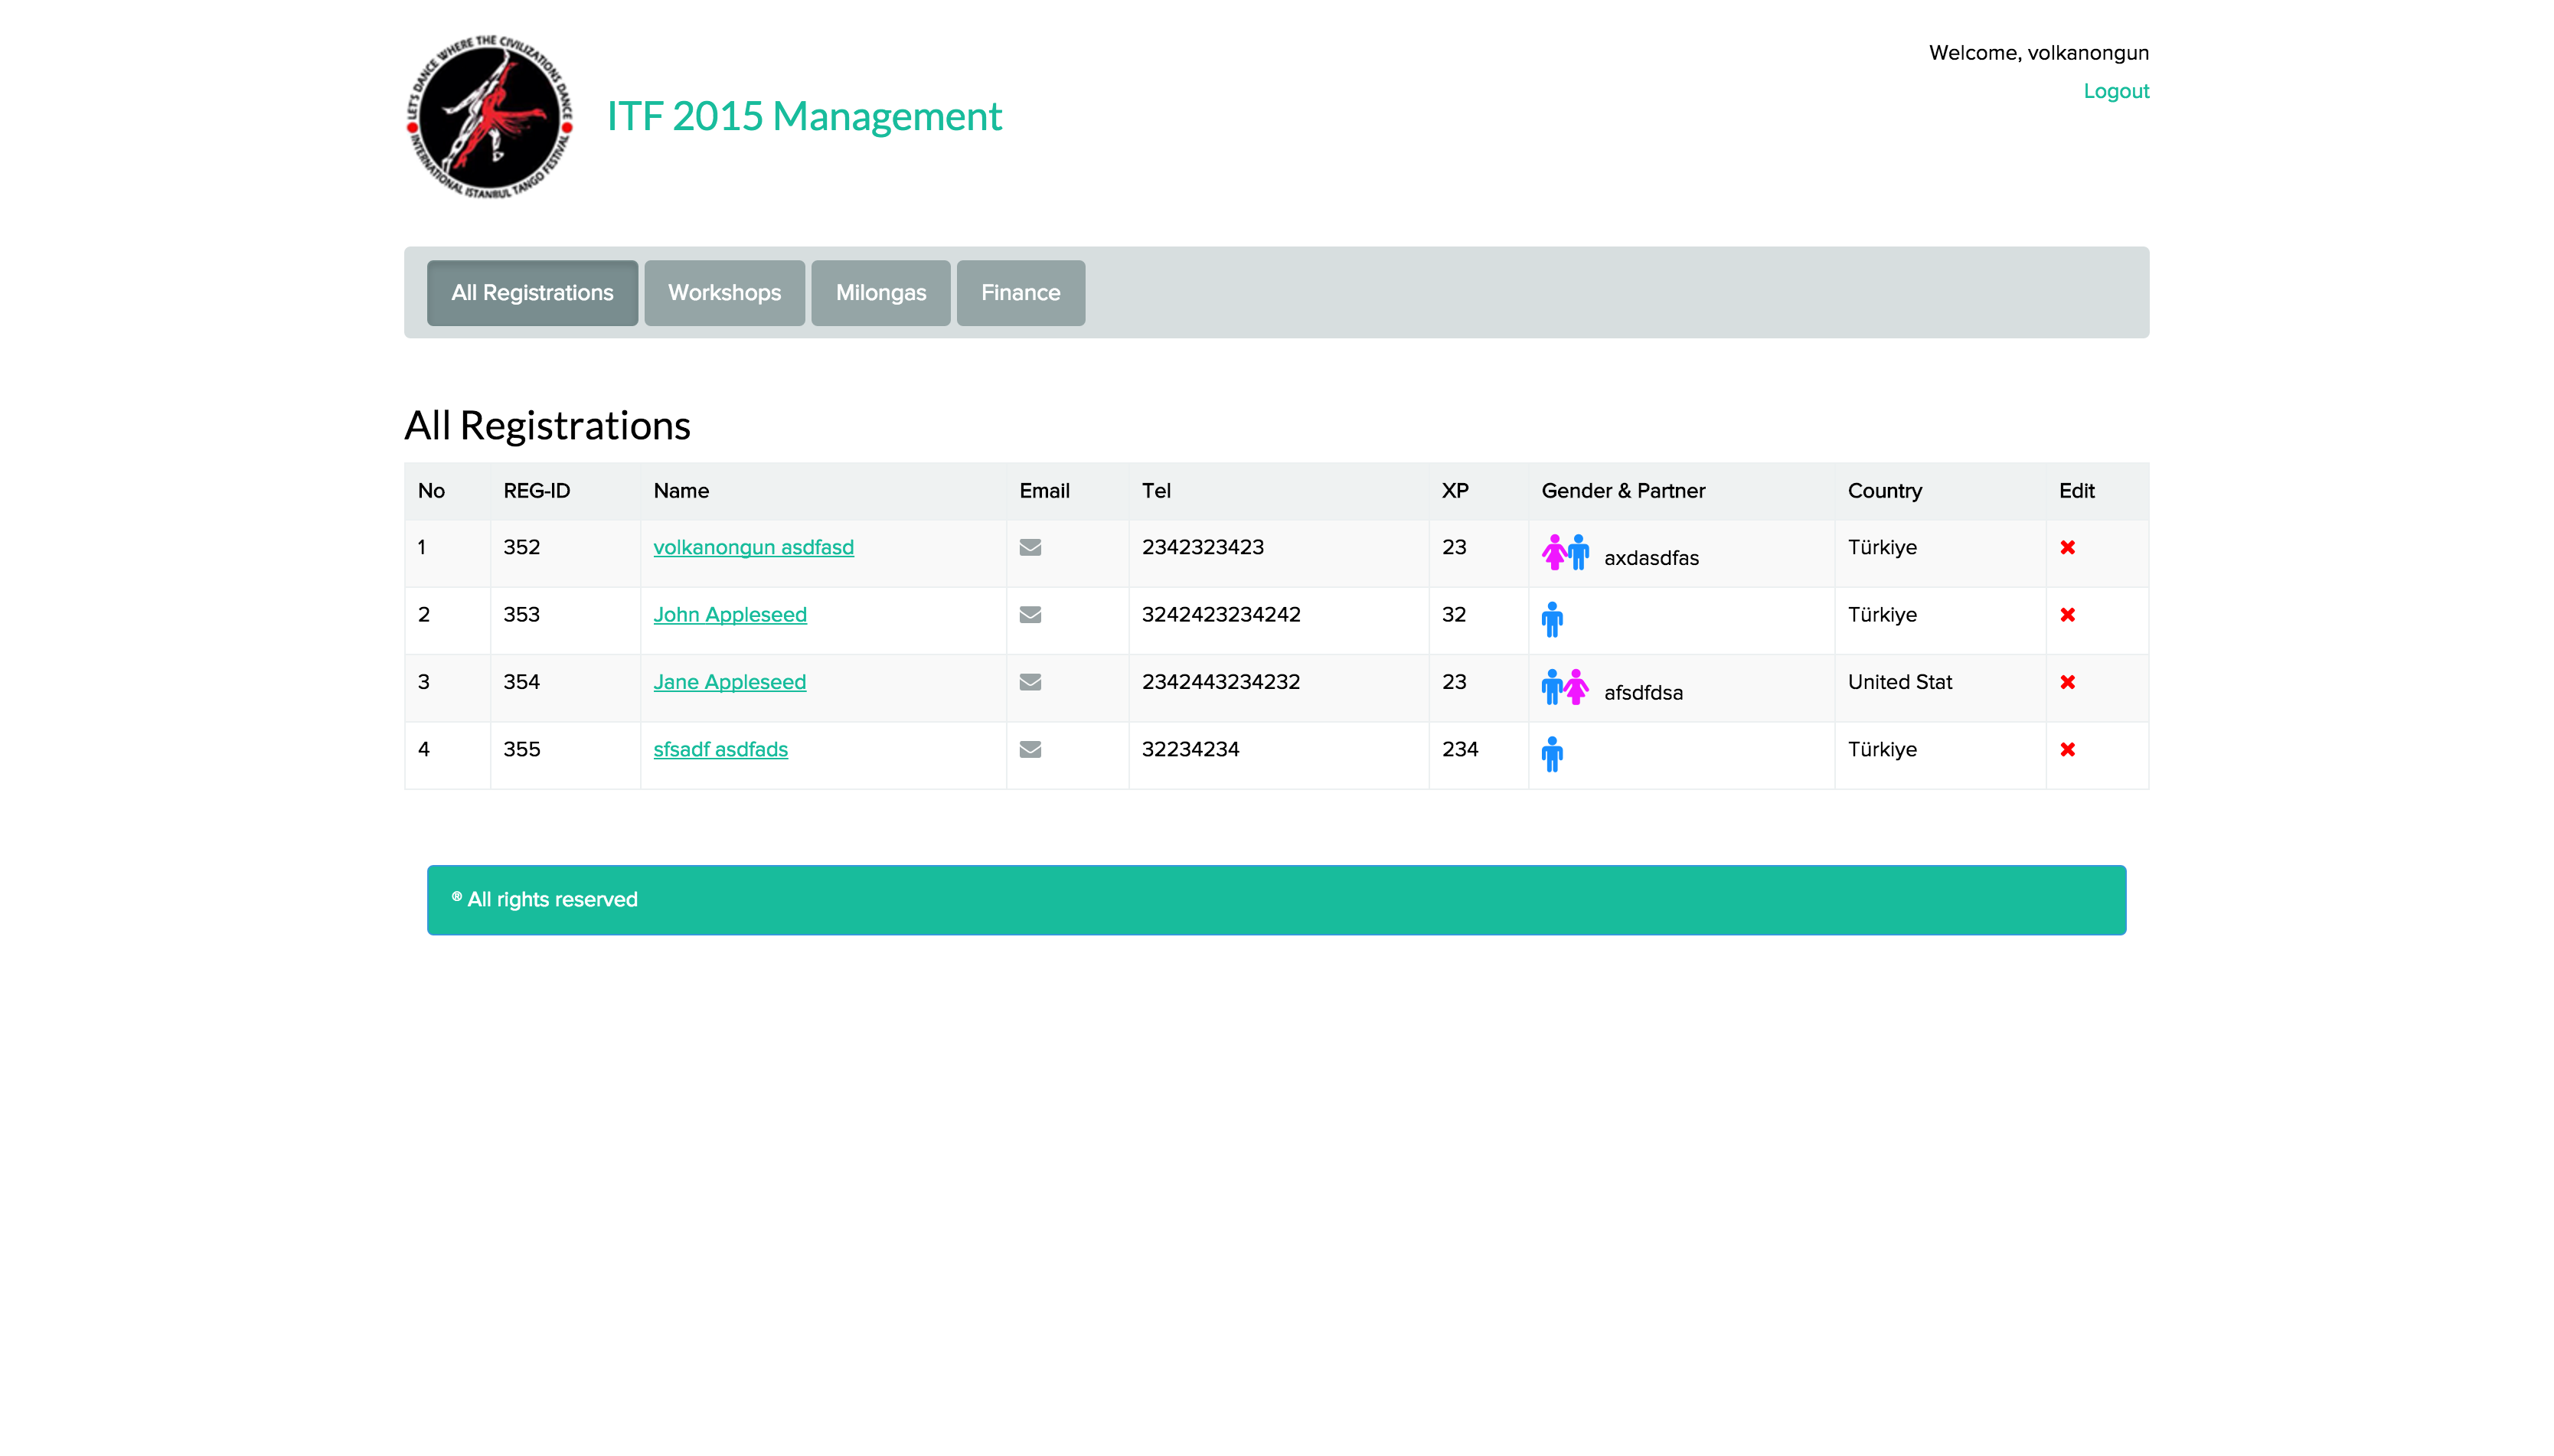 LET'S DANCE WHERE THE CIVILIZATIONS DANCE
INTERNATIONAL ISTANBUL TANGO FESTIVAL
ITF 2015 Management
Welcome, volkanongun
Logout
All Registrations Workshops Milongas Finance
All Registrations
No REG-ID Name Email Tel XP Gender & Partner Country Edit
1 352 volkanongun asdfasd 2342323423 23 axdasdfas Türkiye
2 353 John Appleseed 3242423234242 32 Türkiye
3 354 Jane Appleseed 2342443234232 23 afsdfdsa United Stat
4 355 sfsadf asdfads 32234234 234 Türkiye
® All rights reserved